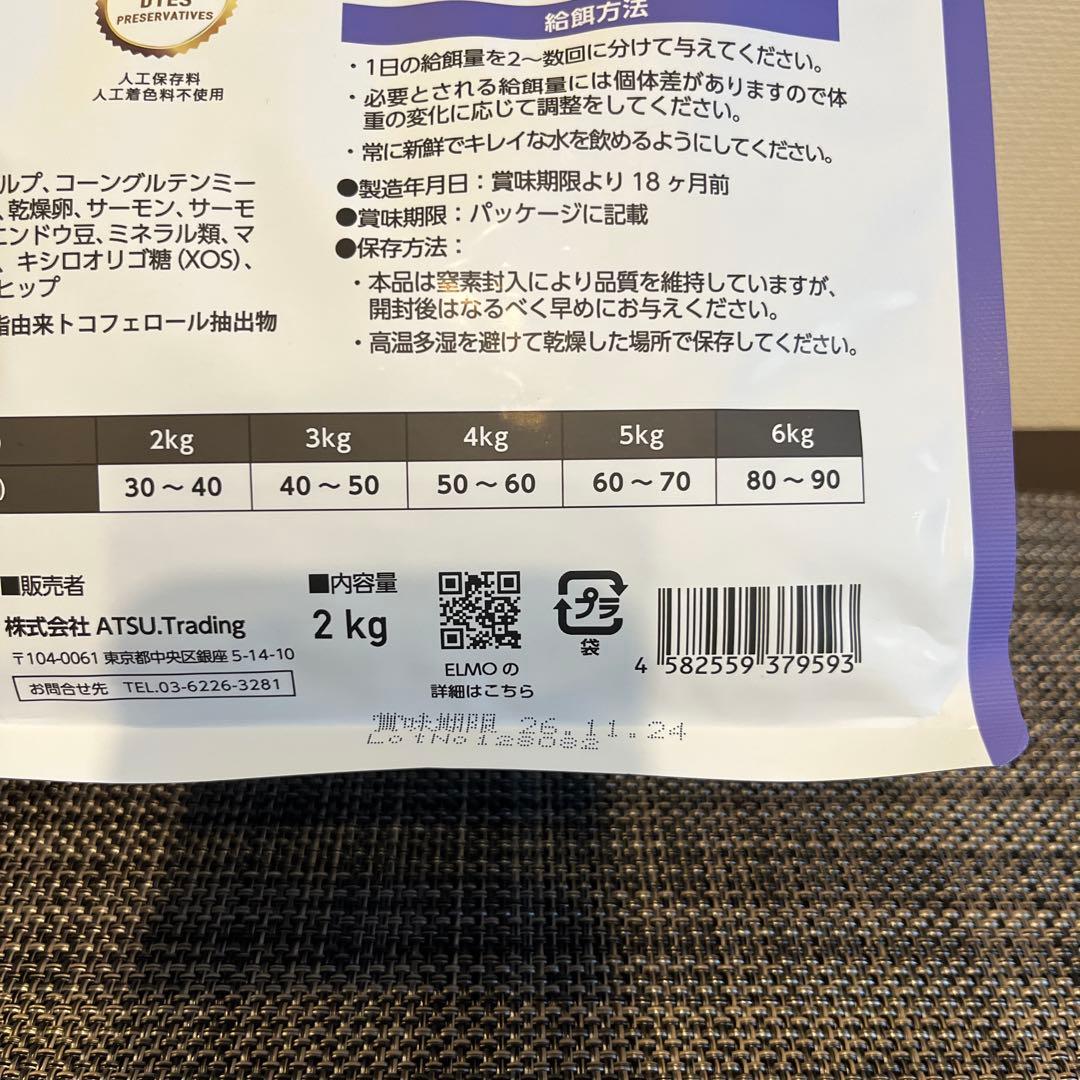 DYES
PRESERVATIVES
人工保存料
人工着色料不使用
給餌方法
・1日の給餌量を2〜数回に分けて与えてください。
・必要とされる給餌量には個体差がありますので体
重の変化に応じて調整をしてください。
・常に新鮮でキレイな水を飲めるようにしてください。
●製造年月日：賞味期限より 18 ヶ月前
●賞味期限：パッケージに記載
●保存方法：
・本品は窒素封入により品質を維持していますが、
開封後はなるべく早めにお与えください。
・高温多湿を避けて乾燥した場所で保存してください。
ルプ、コーングルテンミー
、乾燥卵、サーモン、サーモ
エンドウ豆、ミネラル類、マ
、キシロオリゴ糖（XOS）、
ヒップ
脂由来トコフェロール抽出物
) 2kg 3kg 4kg 5kg 6kg
) 30〜40 40〜50 50〜60 60〜70 80〜90
■販売者
株式会社 ATSU.Trading
〒104-0061 東京都中央区銀座 5-14-10
お問合せ先 TEL.03-6226-3281
■内容量
2 kg
ELMO の
詳細はこちら
プラ
袋
4 582559 379593
賞味期限 26.11.24